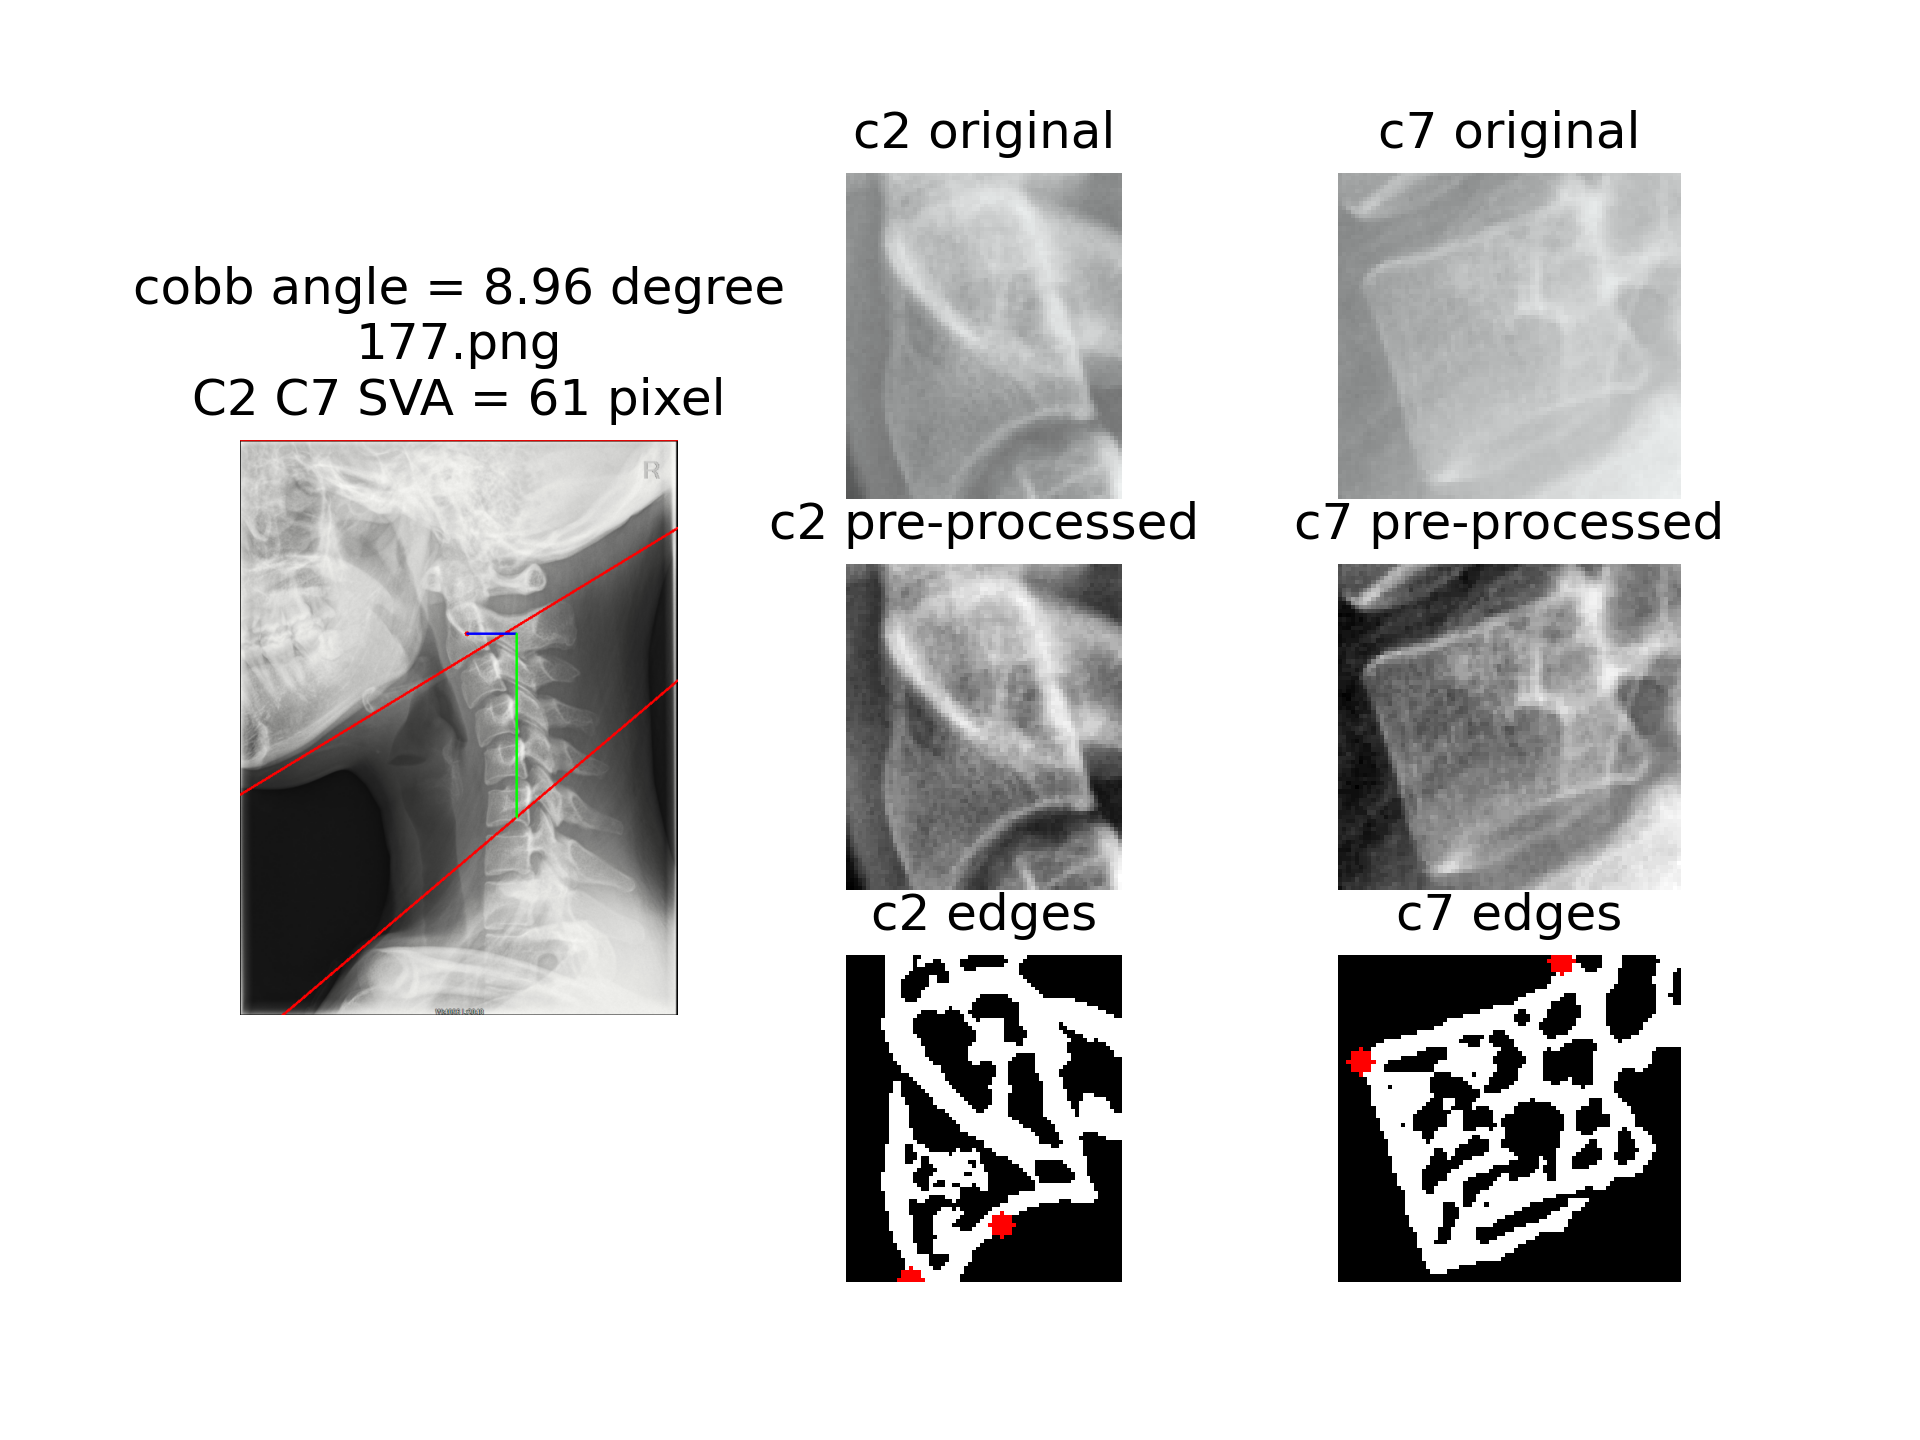 cobb angle = 8.96 degree
177.png
C2 C7 SVA = 61 pixel
R
c2 original
c7 original
c2 pre-processed
c7 pre-processed
c2 edges
c7 edges